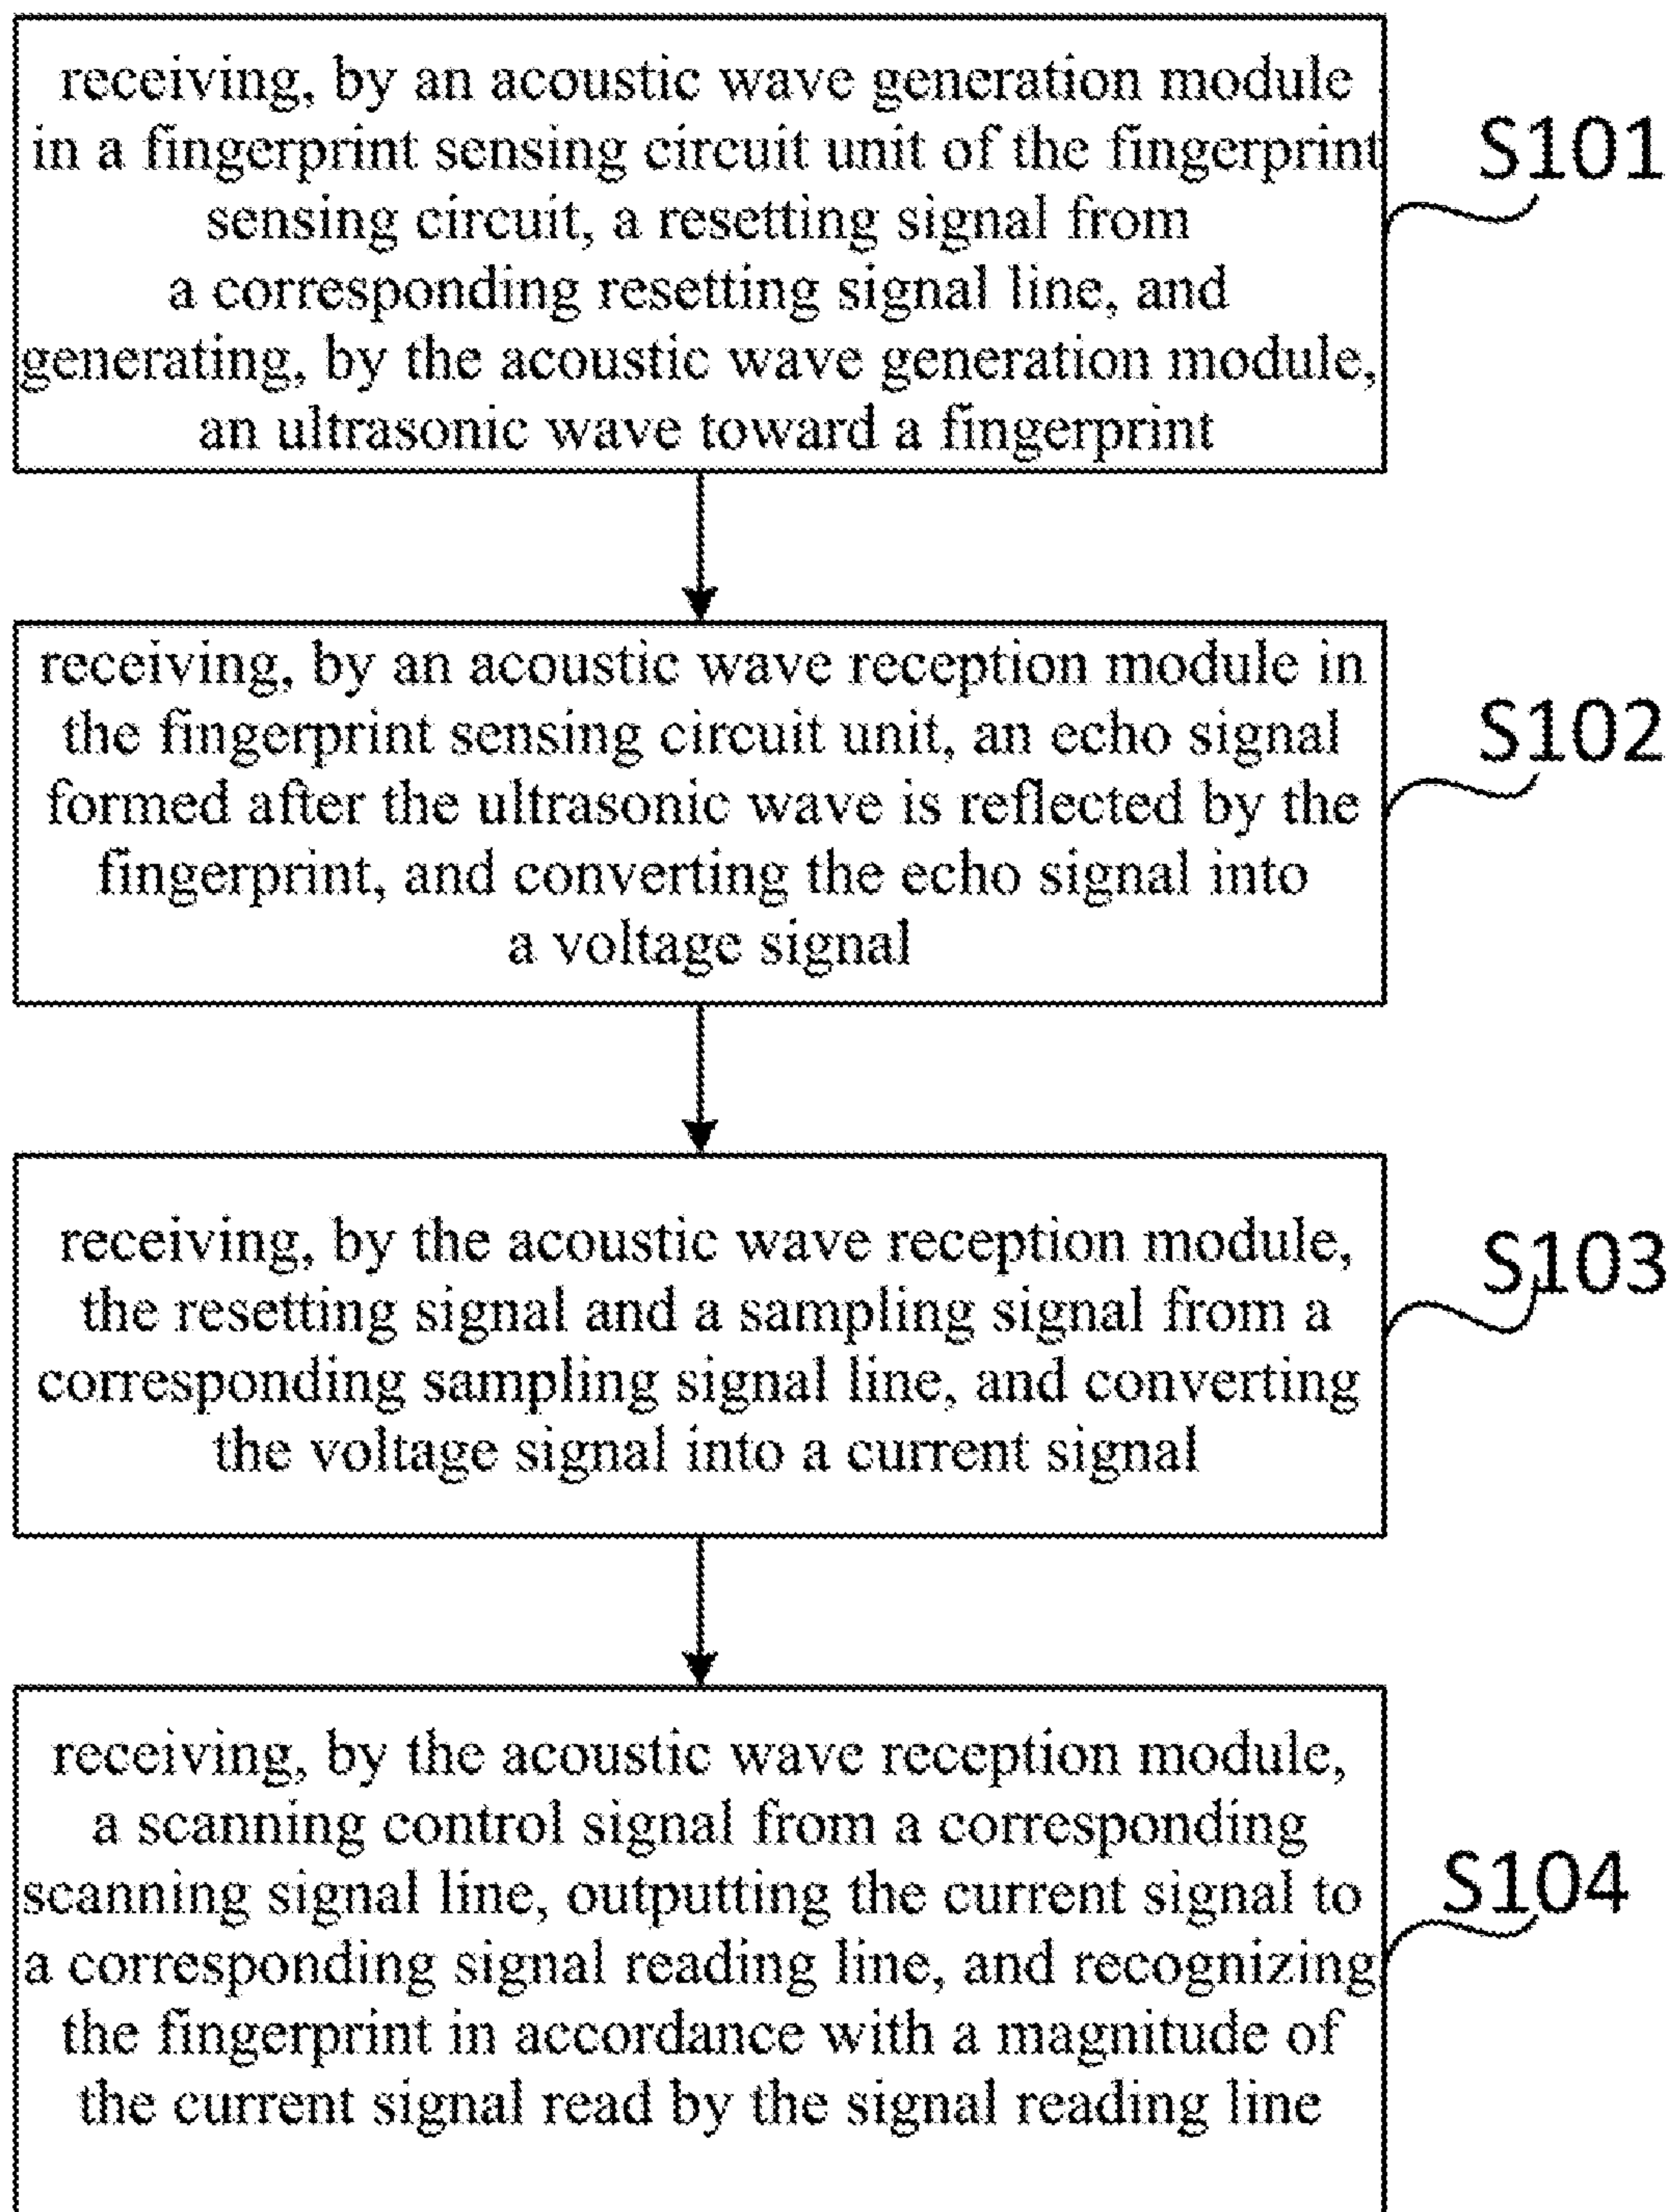 receiving, by an acoustic wave generation module
in a fingerprint sensing circuit unit of the fingerprint
sensing circuit, a resetting signal from
a corresponding resetting signal line, and
generating, by the acoustic wave generation module,
an ultrasonic wave toward a fingerprint
S101
receiving, by an acoustic wave reception module in
the fingerprint sensing circuit unit, an echo signal
formed after the ultrasonic wave is reflected by the
fingerprint, and converting the echo signal into
a voltage signal
S102
receiving, by the acoustic wave reception module,
the resetting signal and a sampling signal from a
corresponding sampling signal line, and converting
the voltage signal into a current signal
S103
receiving, by the acoustic wave reception module,
a scanning control signal from a corresponding
scanning signal line, outputting the current signal to
a corresponding signal reading line, and recognizing
the fingerprint in accordance with a magnitude of
the current signal read by the signal reading line
S104